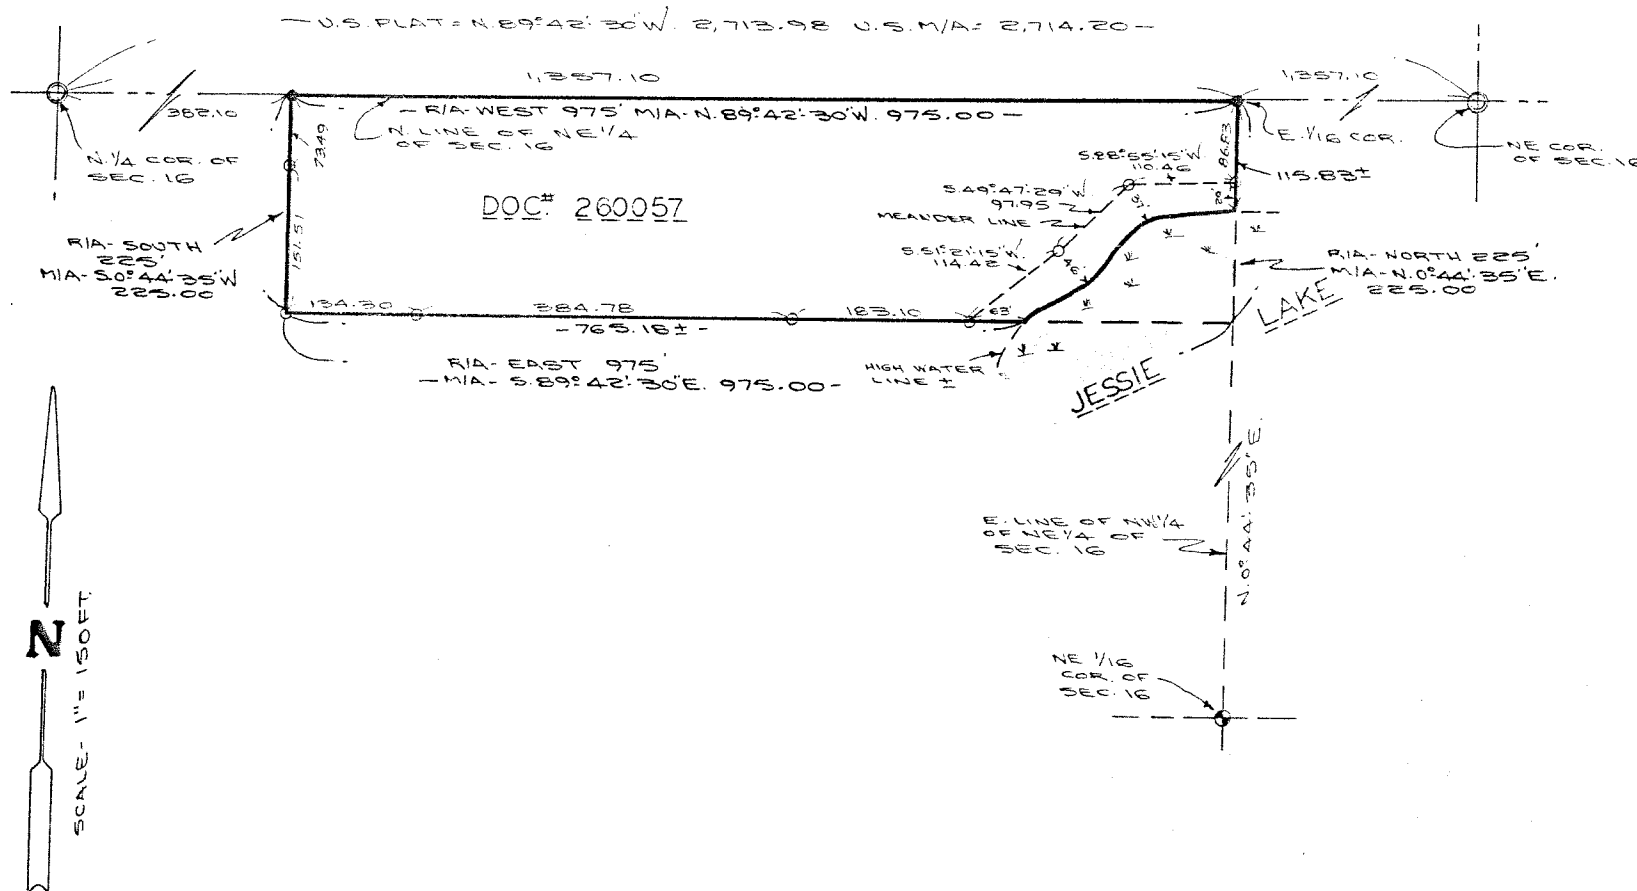 —U.S. PLAT = N.89°42'30"W. 2,713.98 U.S. M/A = 2,714.20—
1,357.10
1,357.10
382.10
—R/A-WEST 975' M/A-N.89°42'30"W. 975.00—
N. LINE OF NE 1/4
OF SEC. 16
E. 1/16 COR.
NE COR.
OF SEC. 16
N. 1/4 COR. OF
SEC. 16
73.49
86.83
S.88°55'15"W.
110.46
115.83±
S.49°47'29"W.
97.95
MEANDER LINE
DOC# 260057
R/A-SOUTH
225'
M/A-S.0°44'35"W
225.00
151.51
S.51°21'15"W.
114.42
R/A-NORTH 225'
M/A-N.0°44'35"E.
225.00
134.30
384.78
183.10
63'
-765.18±-
LAKE
R/A-EAST 975'
—M/A-S.89°42'30"E. 975.00—
HIGH WATER
LINE ±
JESSIE
N.0°44'35"E.
E. LINE OF NW 1/4
OF NE 1/4 OF
SEC. 16
N
SCALE- 1"= 150FT.
NE 1/16
COR. OF
SEC. 16